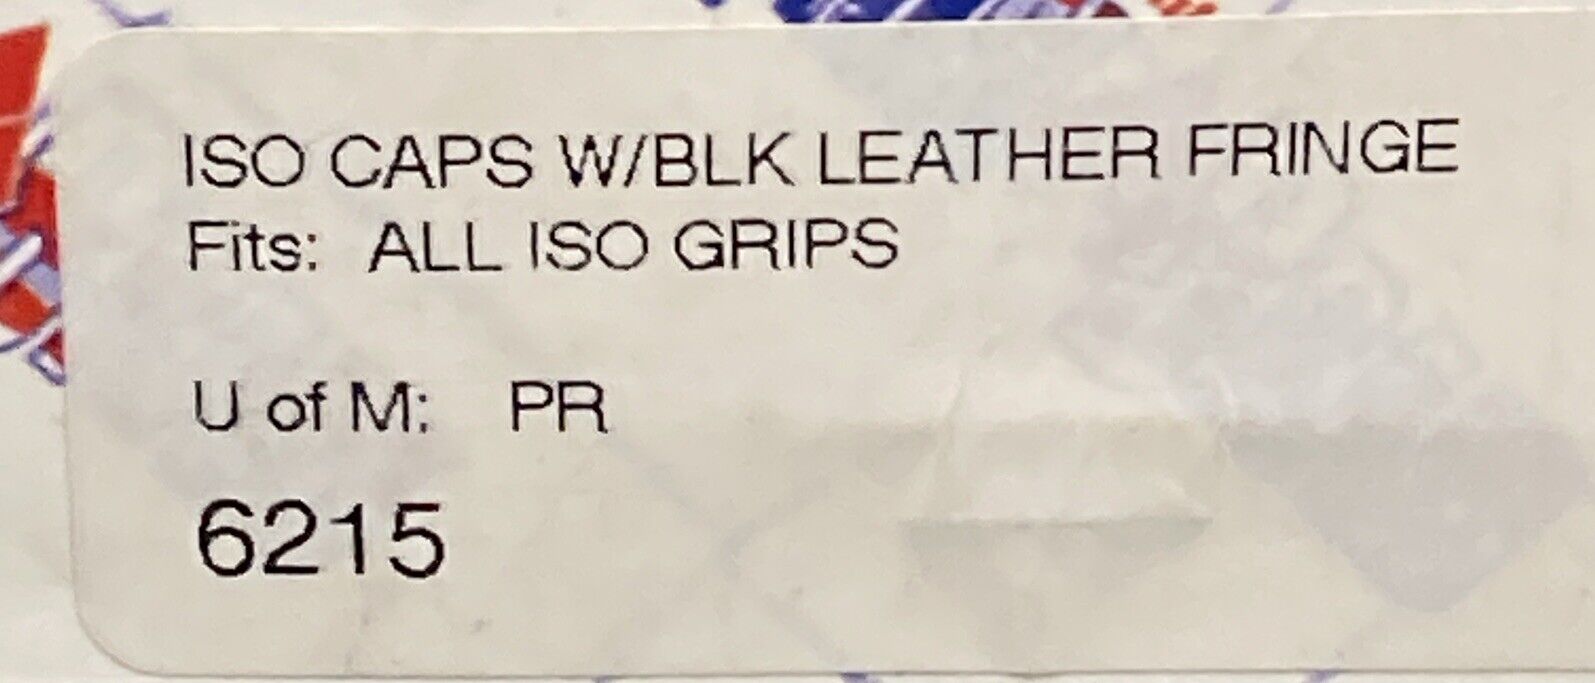 ISO CAPS W/BLK LEATHER FRINGE
Fits: ALL ISO GRIPS
U of M: PR
6215